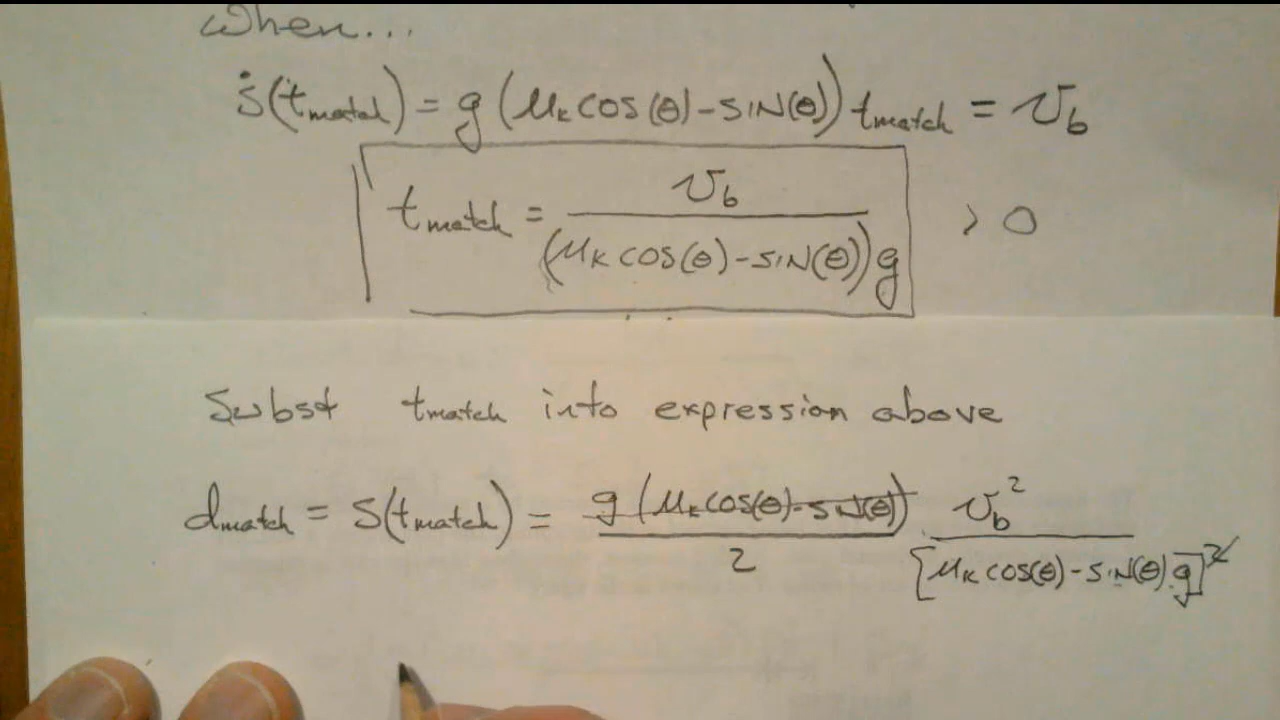 When...
ṡ(t_match) = g (μ_k cos(θ) - sin(θ)) t_match = v_b
t_match = v_b / ((μ_k cos(θ) - sin(θ)) g) > 0
Subst t_match into expression above
d_match = s(t_match) = g (μ_k cos(θ) - sin(θ)) / 2 v_b² / [μ_k cos(θ) - sin(θ) g]²